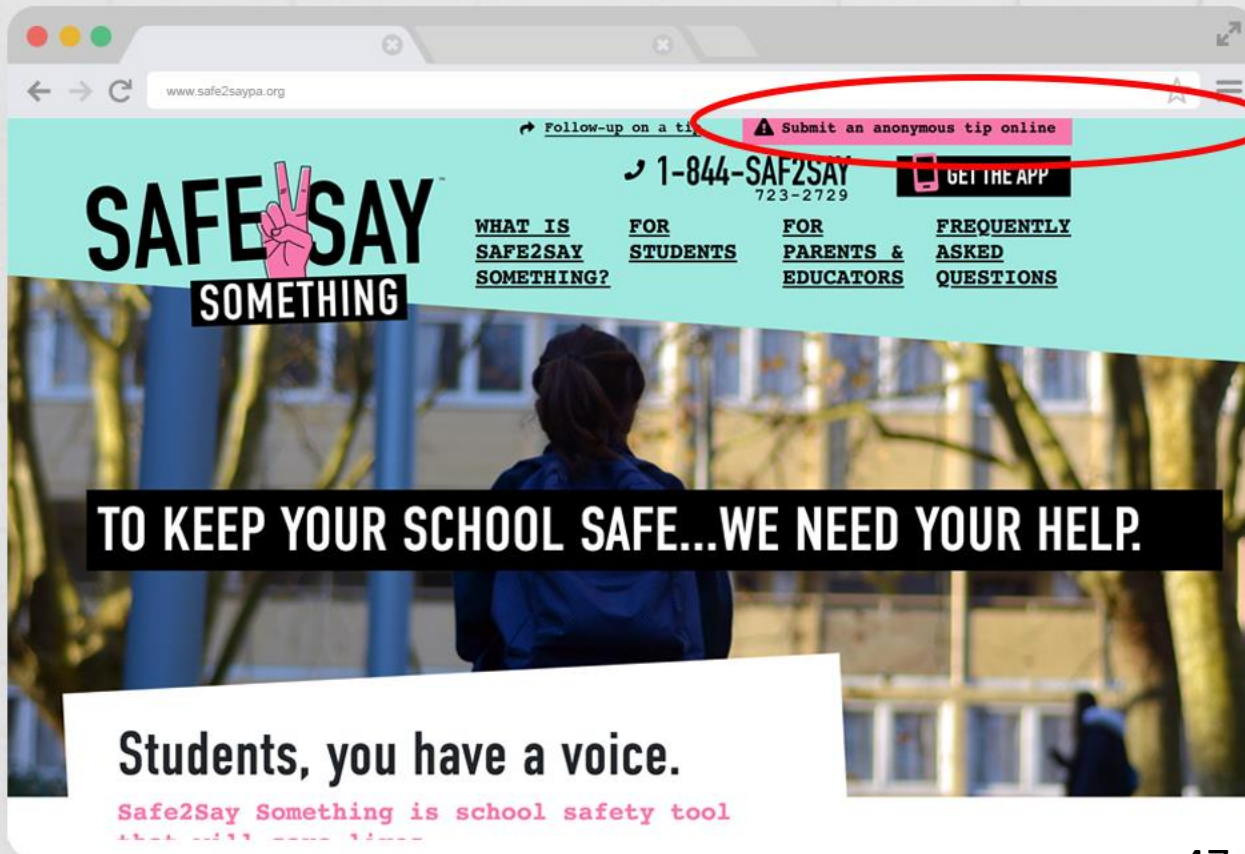 www.safe2saypa.org
Follow-up on a
Submit an anonymous tip online
1-844-SAF2SAY
723-2729
GET THE APP
SAFE SAY
SOMETHING
WHAT IS
SAFE2SAY
SOMETHING?
FOR
STUDENTS
FOR
PARENTS &
EDUCATORS
FREQUENTLY
ASKED
QUESTIONS
TO KEEP YOUR SCHOOL SAFE...WE NEED YOUR HELP.
Students, you have a voice.
Safe2Say Something is school safety tool